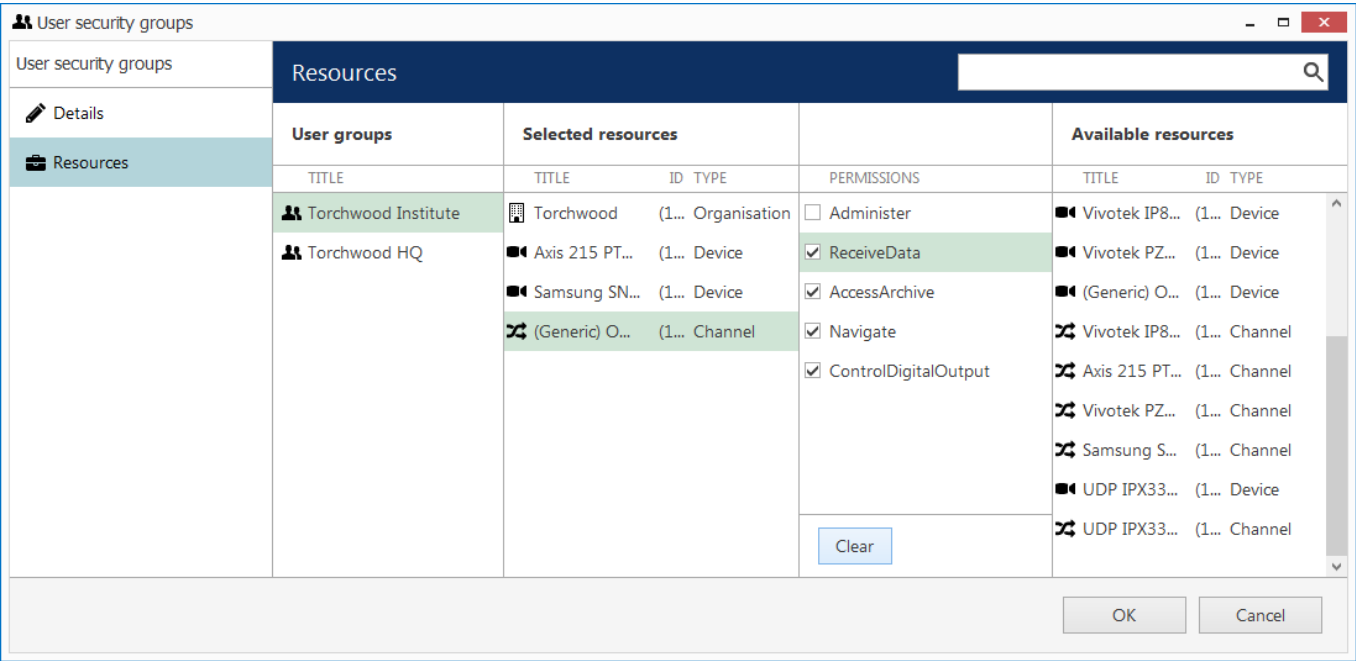 User security groups
User security groups
Details
Resources
Resources
User groups
Selected resources
Available resources
TITLE
TITLE ID TYPE
PERMISSIONS
TITLE ID TYPE
Torchwood Institute
Torchwood HQ
Torchwood (1... Organisation
Axis 215 PT... (1... Device
Samsung SN... (1... Device
(Generic) O... (1... Channel
Administer
ReceiveData
AccessArchive
Navigate
ControlDigitalOutput
Clear
Vivotek IP8... (1... Device
Vivotek PZ... (1... Device
(Generic) O... (1... Device
Vivotek IP8... (1... Channel
Axis 215 PT... (1... Channel
Vivotek PZ... (1... Channel
Samsung S... (1... Channel
UDP IPX33... (1... Device
UDP IPX33... (1... Channel
OK
Cancel